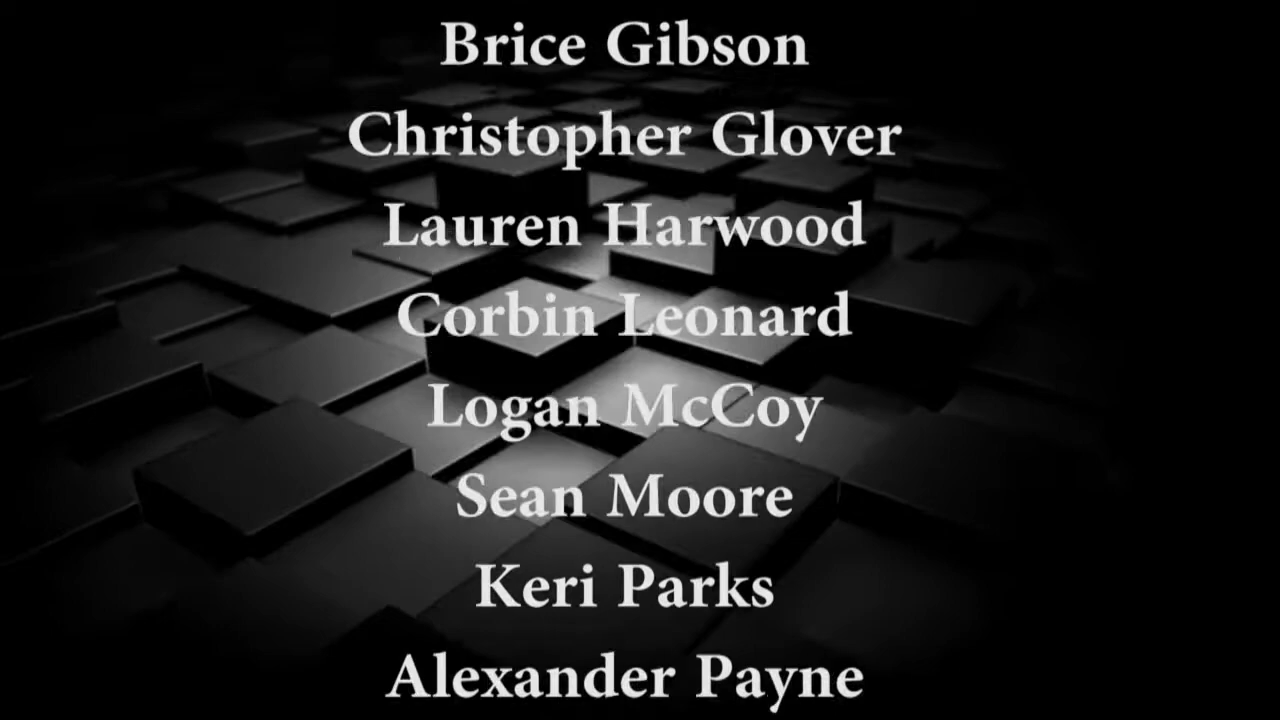 Brice Gibson
Christopher Glover
Lauren Harwood
Corbin Leonard
Logan McCoy
Sean Moore
Keri Parks
Alexander Payne